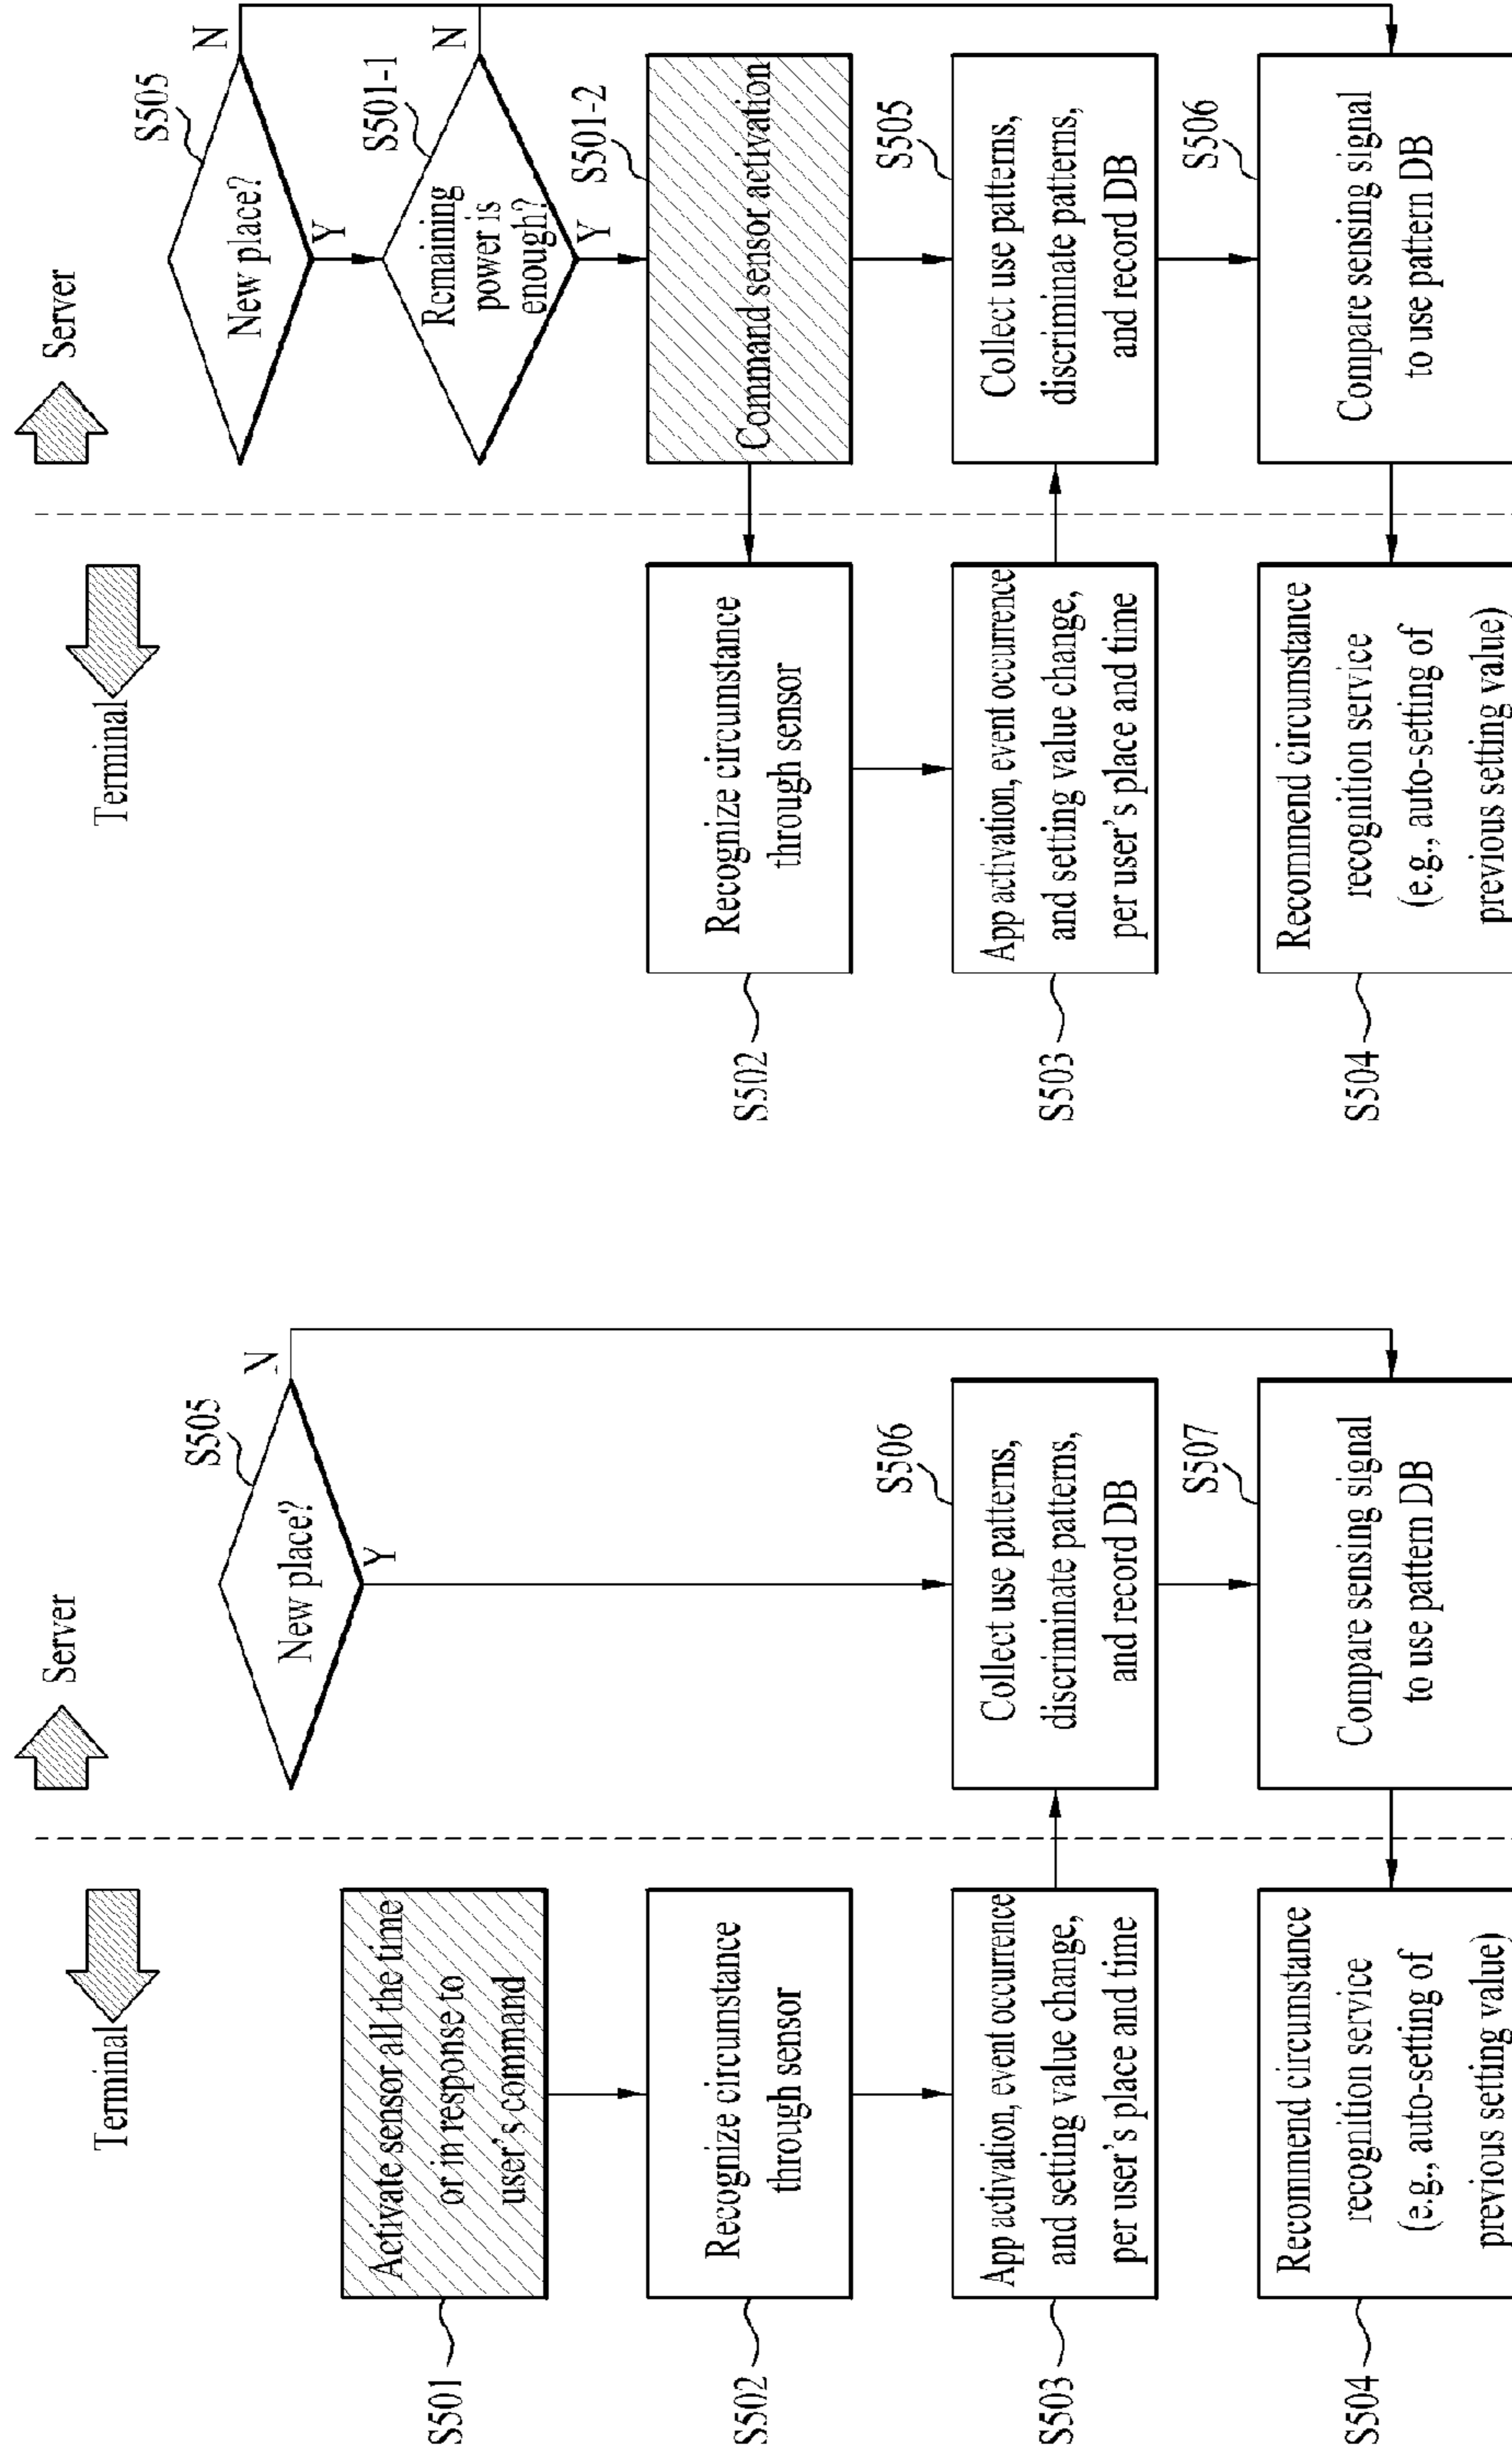 Terminal
Server
S501
Activate sensor all the time
or in response to
user's command
S505
New place?
N
Y
S502
Recognize circumstance
through sensor
S503
App activation, event occurrence
and setting value change,
per user's place and time
S506
Collect use patterns,
discriminate patterns,
and record DB
S504
Recommend circumstance
recognition service
(e.g., auto-setting of
previous setting value)
S507
Compare sensing signal
to use pattern DB
Terminal
Server
S505
New place?
N
Y
S501-1
Remaining
power is
enough?
N
Y
S501-2
Command sensor activation
S502
Recognize circumstance
through sensor
S503
App activation, event occurrence
and setting value change,
per user's place and time
S505
Collect use patterns,
discriminate patterns,
and record DB
S504
Recommend circumstance
recognition service
(e.g., auto-setting of
previous setting value)
S506
Compare sensing signal
to use pattern DB